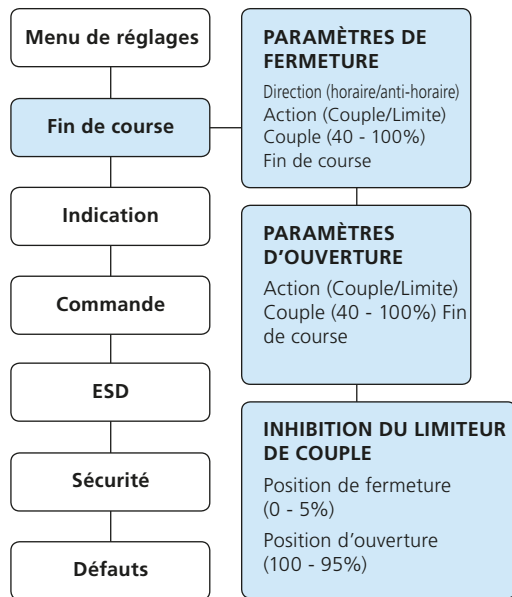 Menu de réglages
Fin de course
Indication
Commande
ESD
Sécurité
Défauts
PARAMÈTRES DE
FERMETURE
Direction (horaire/anti-horaire)
Action (Couple/Limite)
Couple (40 - 100%)
Fin de course
PARAMÈTRES
D'OUVERTURE
Action (Couple/Limite)
Couple (40 - 100%) Fin
de course
INHIBITION DU LIMITEUR
DE COUPLE
Position de fermeture
(0 - 5%)
Position d'ouverture
(100 - 95%)